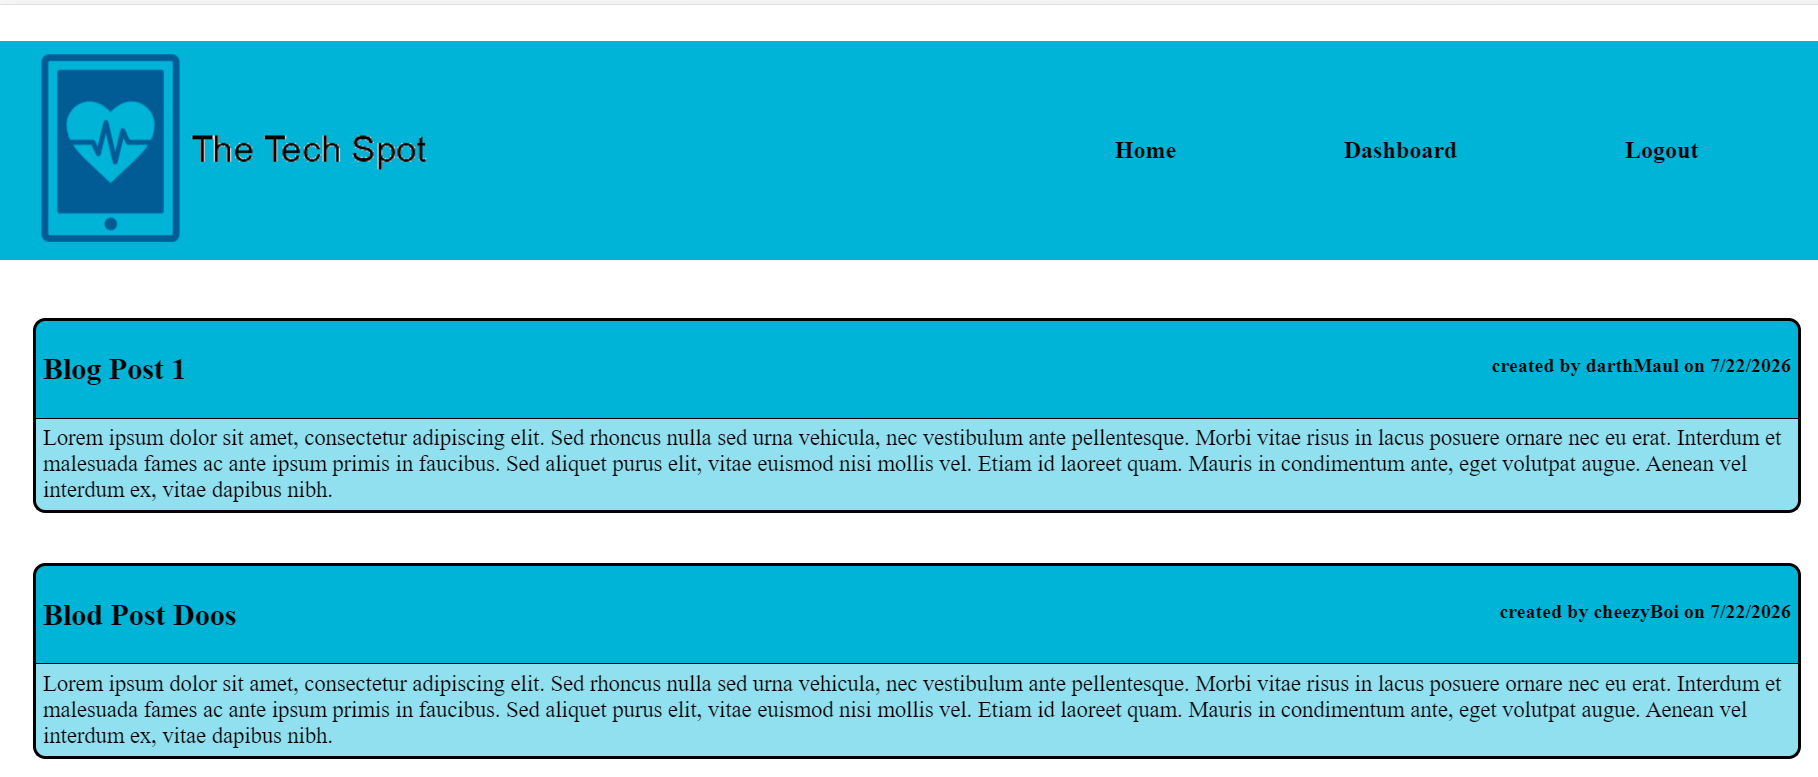 The Tech Spot
Home Dashboard Logout
Blog Post 1
created by darthMaul on 7/22/2026
Lorem ipsum dolor sit amet, consectetur adipiscing elit. Sed rhoncus nulla sed urna vehicula, nec vestibulum ante pellentesque. Morbi vitae risus in lacus posuere ornare nec eu erat. Interdum et
malesuada fames ac ante ipsum primis in faucibus. Sed aliquet purus elit, vitae euismod nisi mollis vel. Etiam id laoreet quam. Mauris in condimentum ante, eget volutpat augue. Aenean vel
interdum ex, vitae dapibus nibh.
Blod Post Doos
created by cheezyBoi on 7/22/2026
Lorem ipsum dolor sit amet, consectetur adipiscing elit. Sed rhoncus nulla sed urna vehicula, nec vestibulum ante pellentesque. Morbi vitae risus in lacus posuere ornare nec eu erat. Interdum et
malesuada fames ac ante ipsum primis in faucibus. Sed aliquet purus elit, vitae euismod nisi mollis vel. Etiam id laoreet quam. Mauris in condimentum ante, eget volutpat augue. Aenean vel
interdum ex, vitae dapibus nibh.